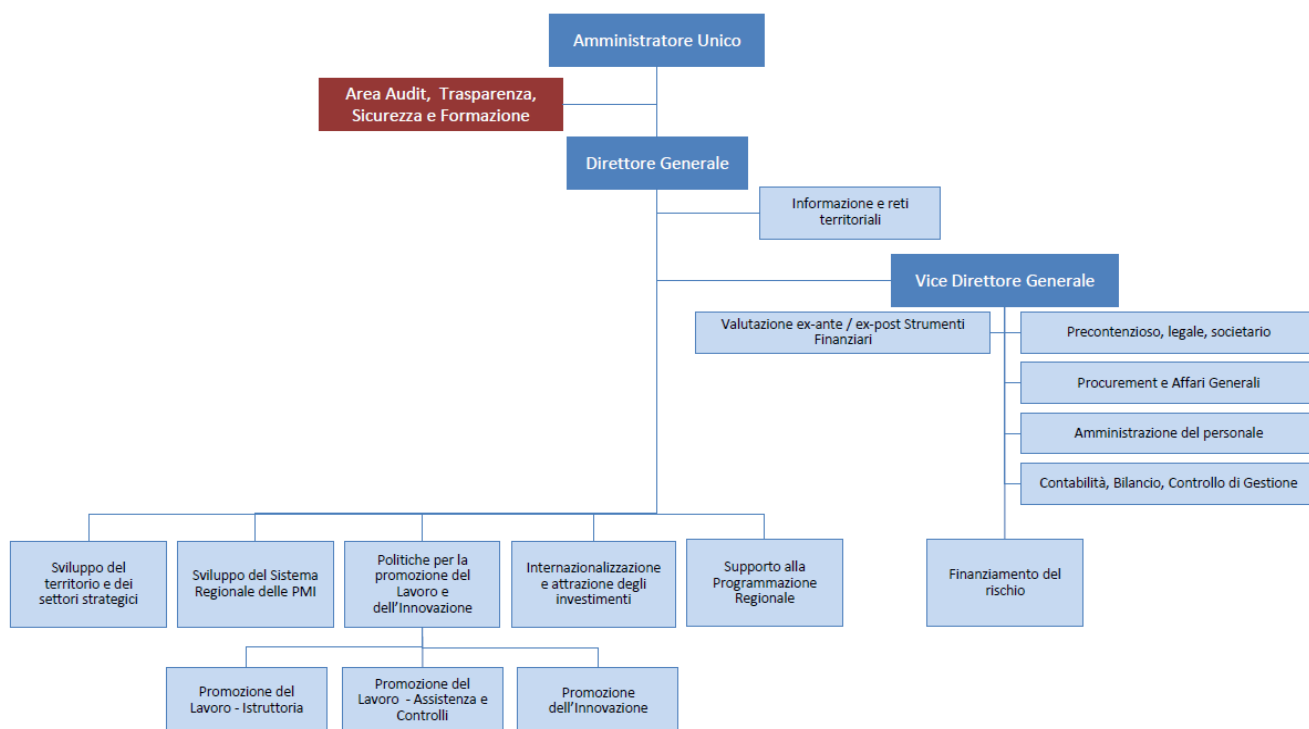 Amministratore Unico
Area Audit, Trasparenza,
Sicurezza e Formazione
Direttore Generale
Informazione e reti
territoriali
Vice Direttore Generale
Valutazione ex-ante / ex-post Strumenti
Finanziari
Precontenzioso, legale, societario
Procurement e Affari Generali
Amministrazione del personale
Contabilità, Bilancio, Controllo di Gestione
Sviluppo del
territorio e dei
settori strategici
Sviluppo del Sistema
Regionale delle PMI
Politiche per la
promozione del
Lavoro e
dell'Innovazione
Internazionalizzazione
e attrazione degli
investimenti
Supporto alla
Programmazione
Regionale
Finanziamento del
rischio
Promozione del
Lavoro - Istruttoria
Promozione del
Lavoro - Assistenza e
Controlli
Promozione
dell'Innovazione